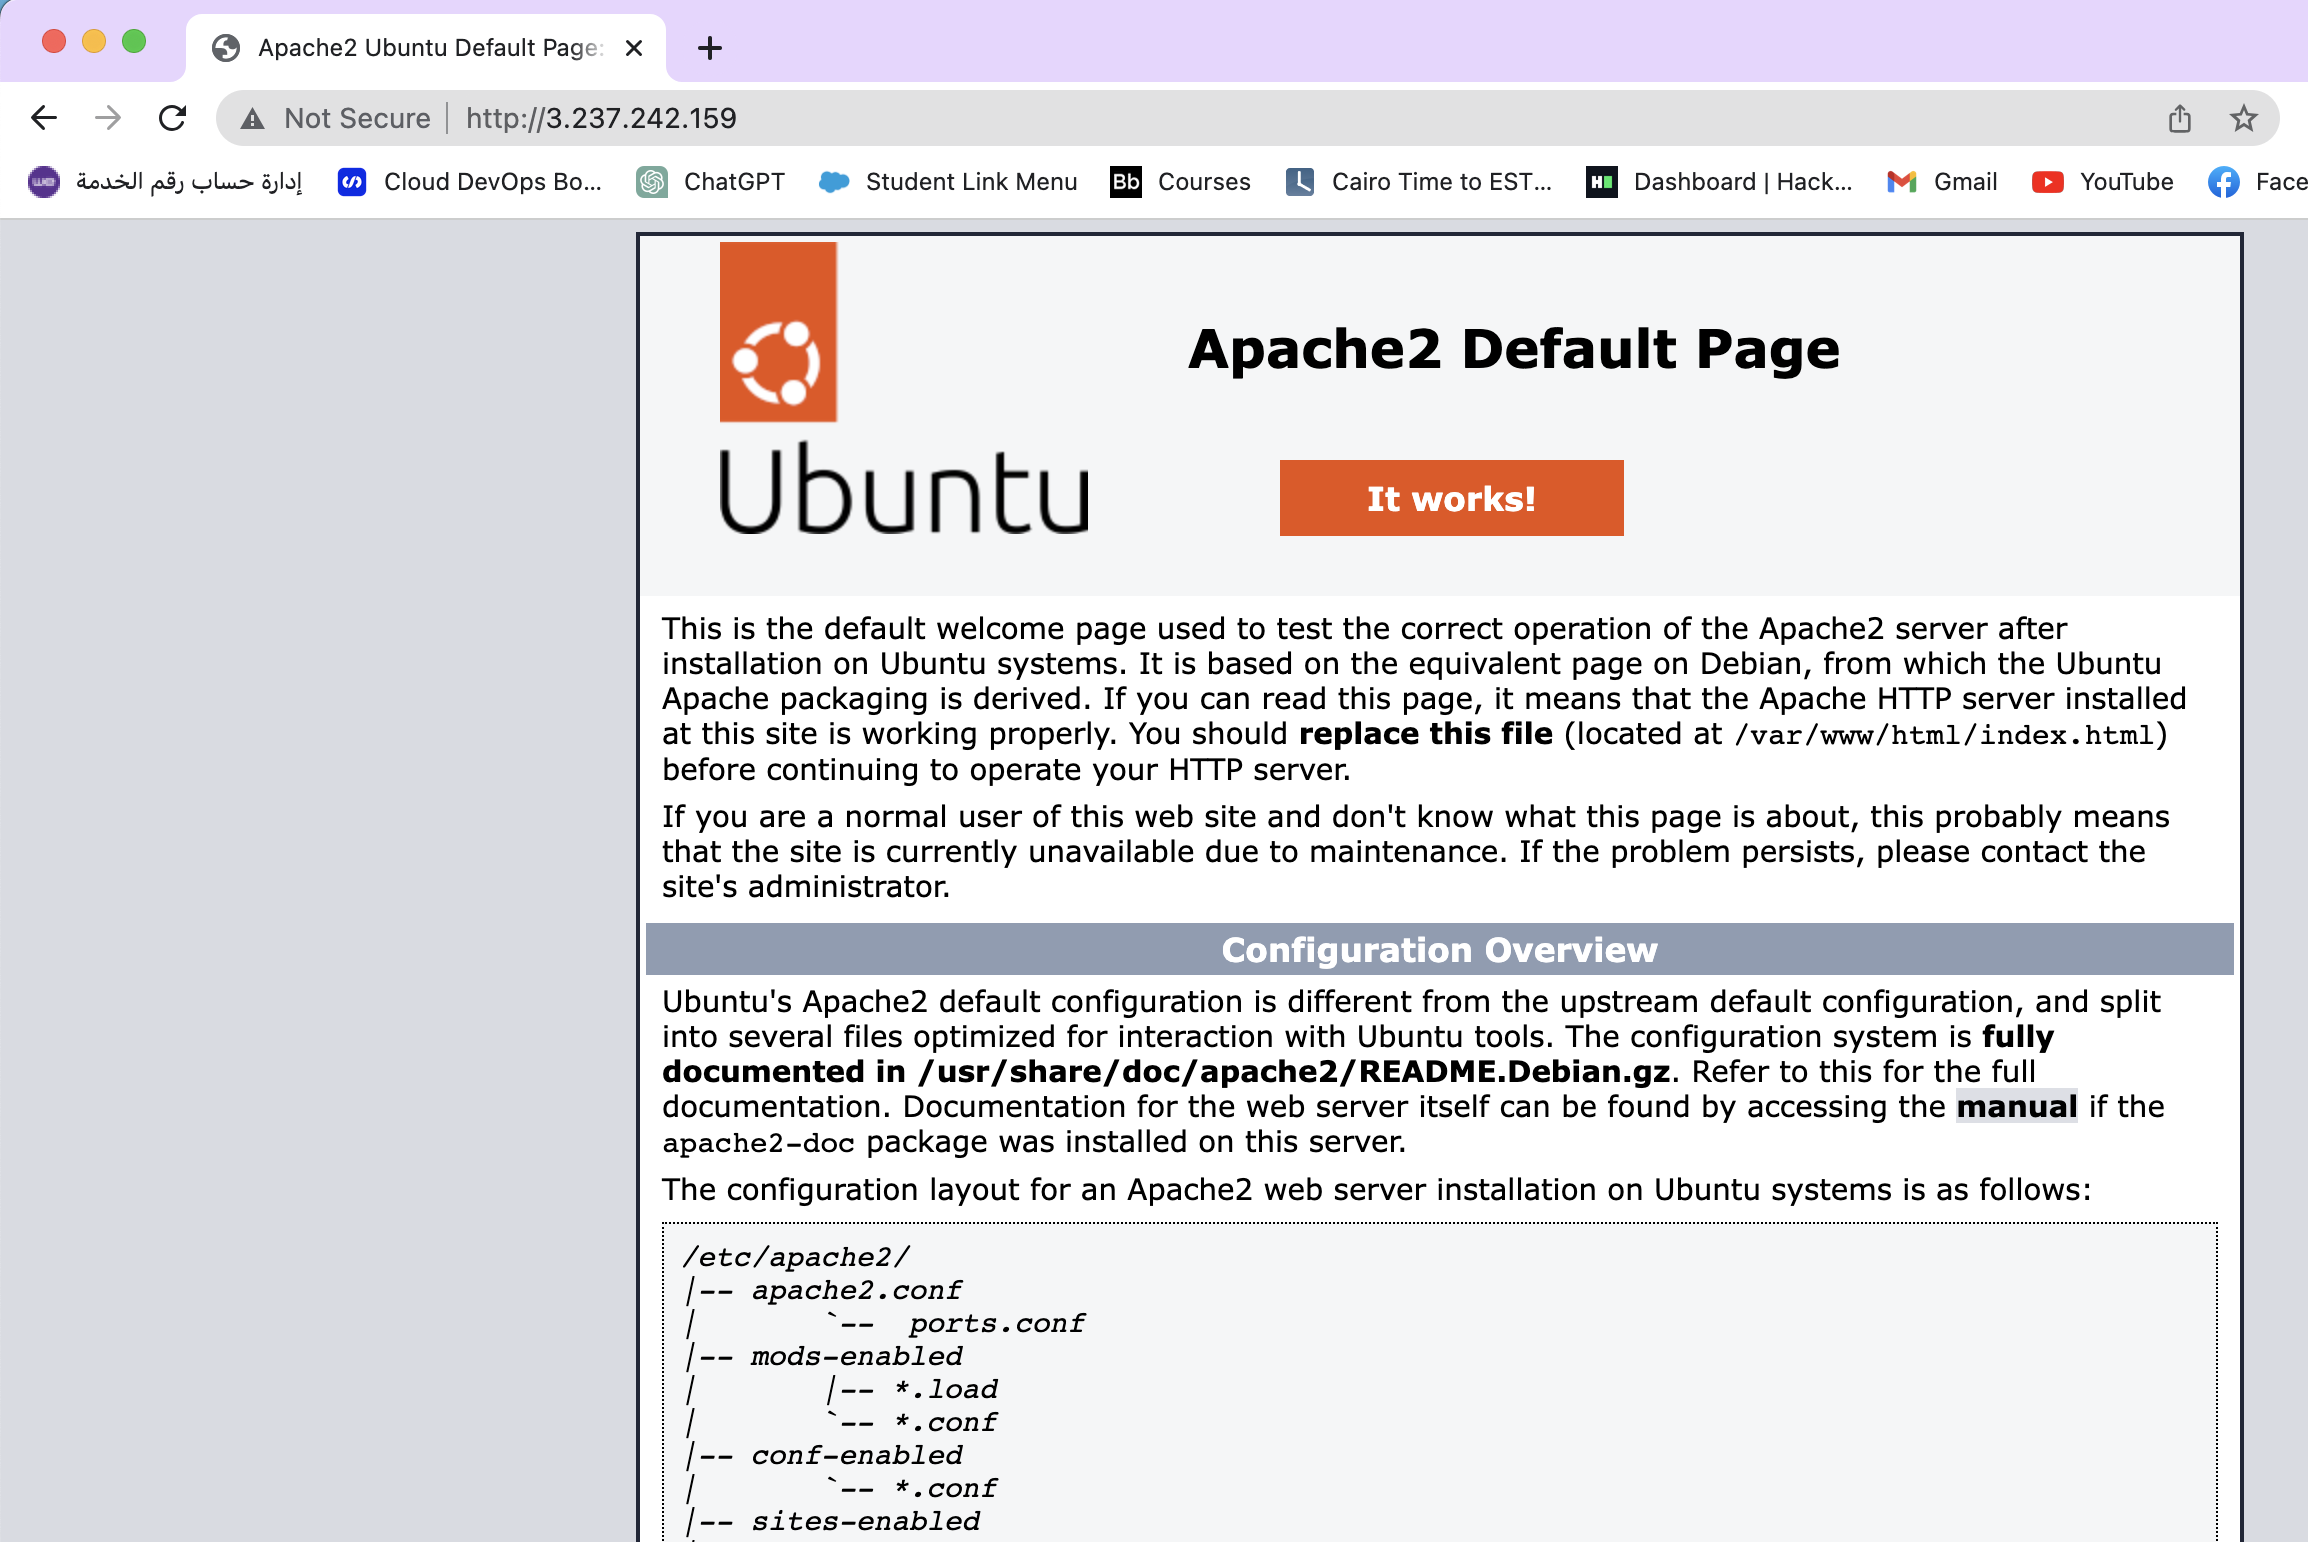 Apache2 Ubuntu Default Page:
Not Secure http://3.237.242.159
إدارة حساب رقم الخدمة Cloud DevOps Bo... ChatGPT Student Link Menu Bb Courses Cairo Time to EST... Dashboard | Hack... Gmail YouTube Face
Apache2 Default Page
Ubuntu
It works!
This is the default welcome page used to test the correct operation of the Apache2 server after
installation on Ubuntu systems. It is based on the equivalent page on Debian, from which the Ubuntu
Apache packaging is derived. If you can read this page, it means that the Apache HTTP server installed
at this site is working properly. You should replace this file (located at /var/www/html/index.html)
before continuing to operate your HTTP server.
If you are a normal user of this web site and don't know what this page is about, this probably means
that the site is currently unavailable due to maintenance. If the problem persists, please contact the
site's administrator.
Configuration Overview
Ubuntu's Apache2 default configuration is different from the upstream default configuration, and split
into several files optimized for interaction with Ubuntu tools. The configuration system is fully
documented in /usr/share/doc/apache2/README.Debian.gz. Refer to this for the full
documentation. Documentation for the web server itself can be found by accessing the manual if the
apache2-doc package was installed on this server.
The configuration layout for an Apache2 web server installation on Ubuntu systems is as follows:
/etc/apache2/
|-- apache2.conf
|       `--  ports.conf
|-- mods-enabled
|       |-- *.load
|       `-- *.conf
|-- conf-enabled
|       `-- *.conf
|-- sites-enabled